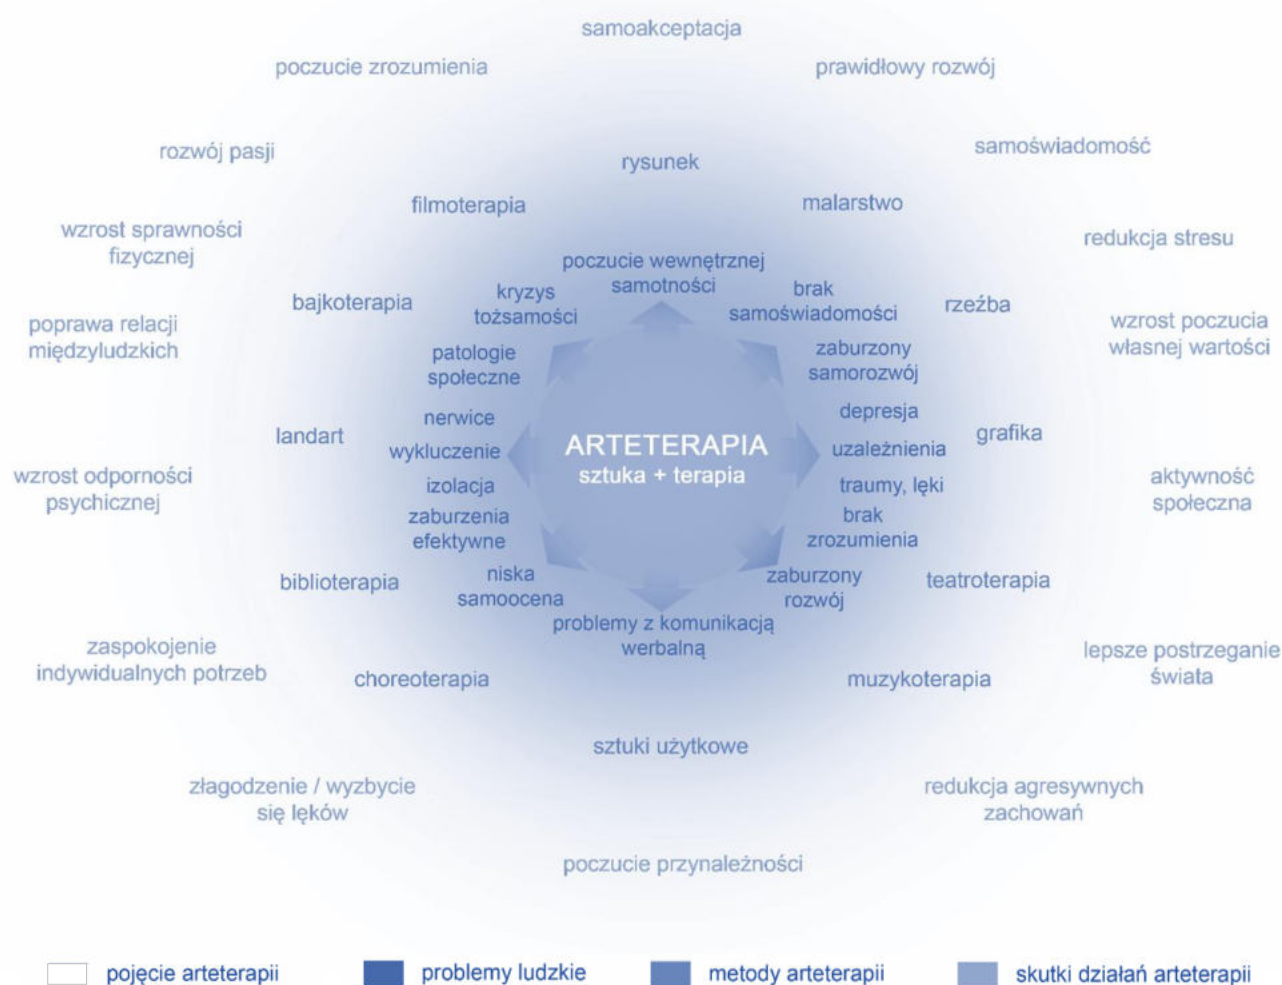 samoakceptacja
poczucie zrozumienia
prawidłowy rozwój
rozwój pasji
samoświadomość
rysunek
filmoterapia
malarstwo
wzrost sprawności
fizycznej
redukcja stresu
poczucie wewnętrznej
samotności
kryzys
tożsamości
brak
samoświadomości
bajkoterapia
rzeźba
poprawa relacji
międzyludzkich
wzrost poczucia
własnej wartości
patologie
społeczne
zaburzony
samorozwój
nerwice
depresja
landart
grafika
wykluczenie
ARTETERAPIA
sztuka + terapia
uzależnienia
wzrost odporności
psychicznej
izolacja
traumy, lęki
aktywność
społeczna
zaburzenia
efektywne
brak
zrozumienia
biblioterapia
niska
samoocena
zaburzony
rozwój
teatroterapia
problemy z komunikacją
werbalną
zaspokojenie
indywidualnych potrzeb
lepsze postrzeganie
świata
choreoterapia
muzykoterapia
sztuki użytkowe
złagodzenie / wyzbycie
się lęków
redukcja agresywnych
zachowań
poczucie przynależności
pojęcie arteterapii
problemy ludzkie
metody arteterapii
skutki działań arteterapii